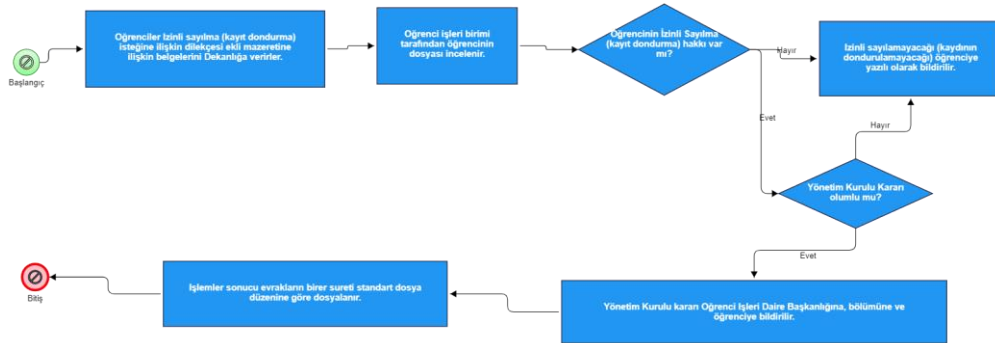 Başlangıç
Öğrenciler İzinli sayılma (kayıt dondurma)
isteğine ilişkin dilekçesi ekli mazeretine
ilişkin belgelerini Dekanlığa verirler.
Öğrenci işleri birimi
tarafından öğrencinin
dosyası incelenir.
Öğrencinin İzinli Sayılma
(kayıt dondurma) hakkı var
mı?
Hayır
İzinli sayılamayacağı (kaydının
dondurulamayacağı) öğrenciye
yazılı olarak bildirilir.
Evet
Hayır
Yönetim Kurulu Kararı
olumlu mu?
Evet
Yönetim Kurulu kararı Öğrenci İşleri Daire Başkanlığına, bölümüne ve
öğrenciye bildirilir.
İşlemler sonucu evrakların birer sureti standart dosya
düzenine göre dosyalanır.
Bitiş